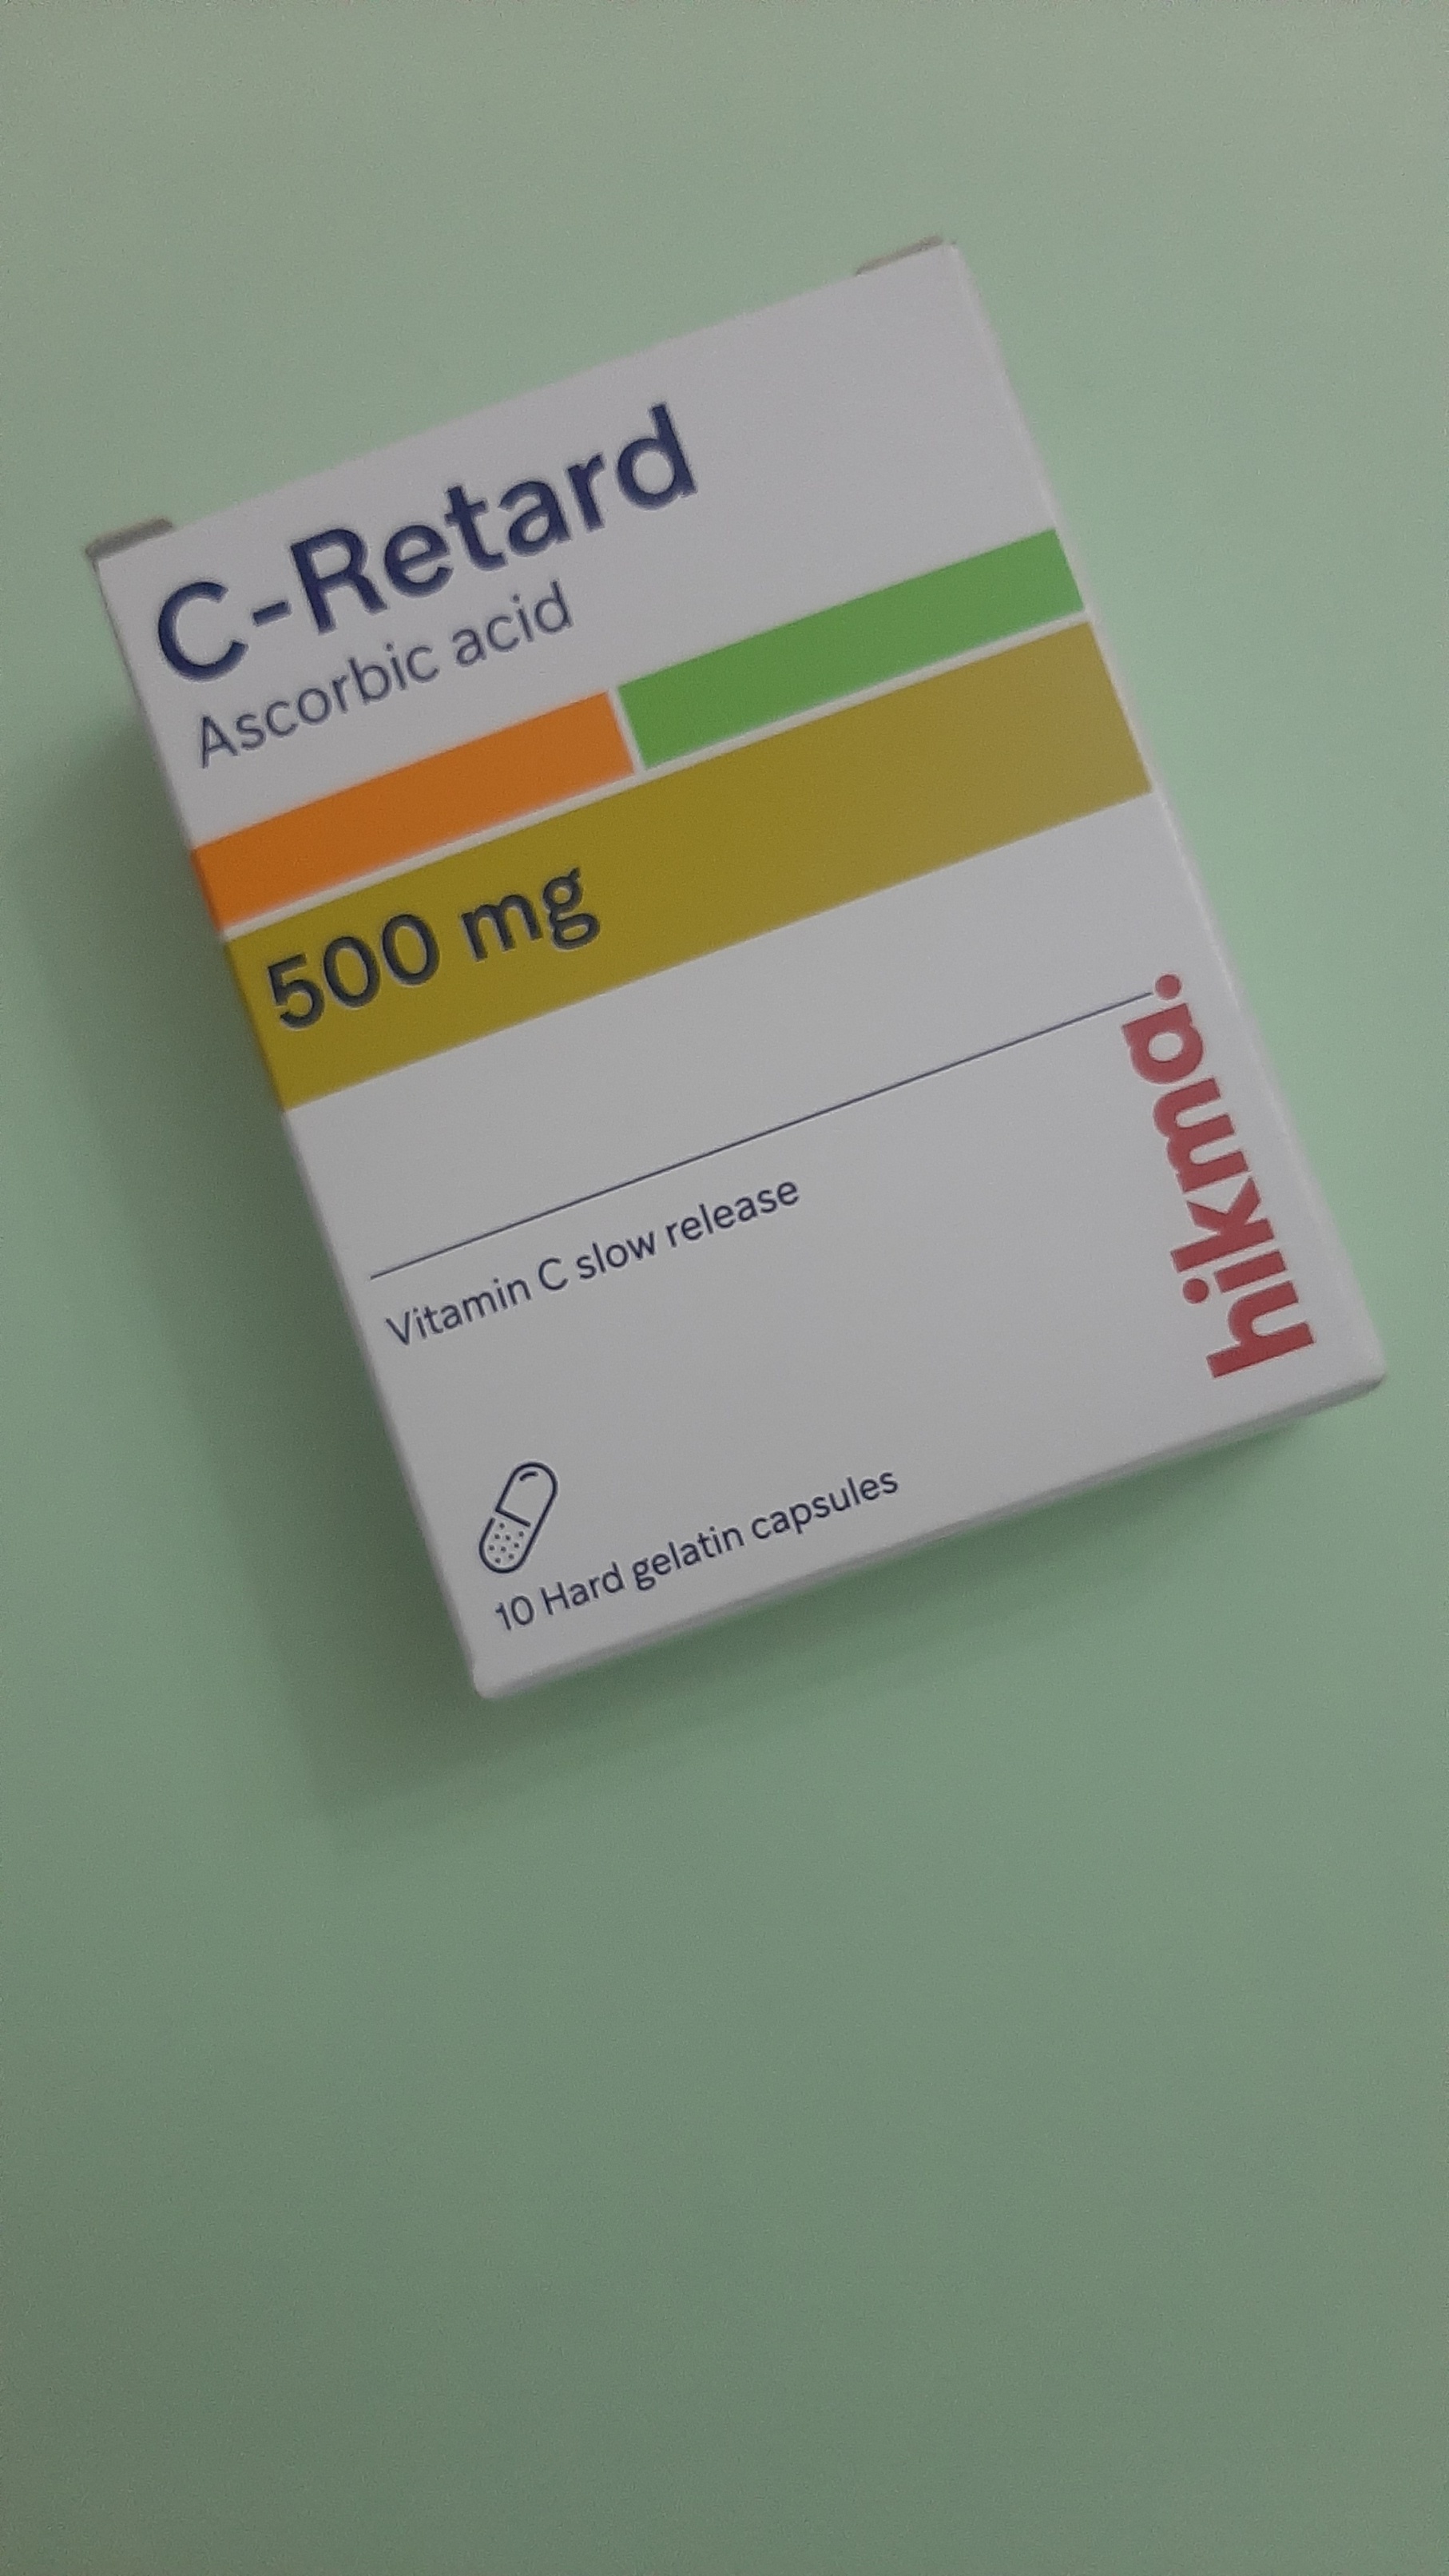 C-Retard
Ascorbic acid
500 mg
Vitamin C slow release
10 Hard gelatin capsules
hikma.